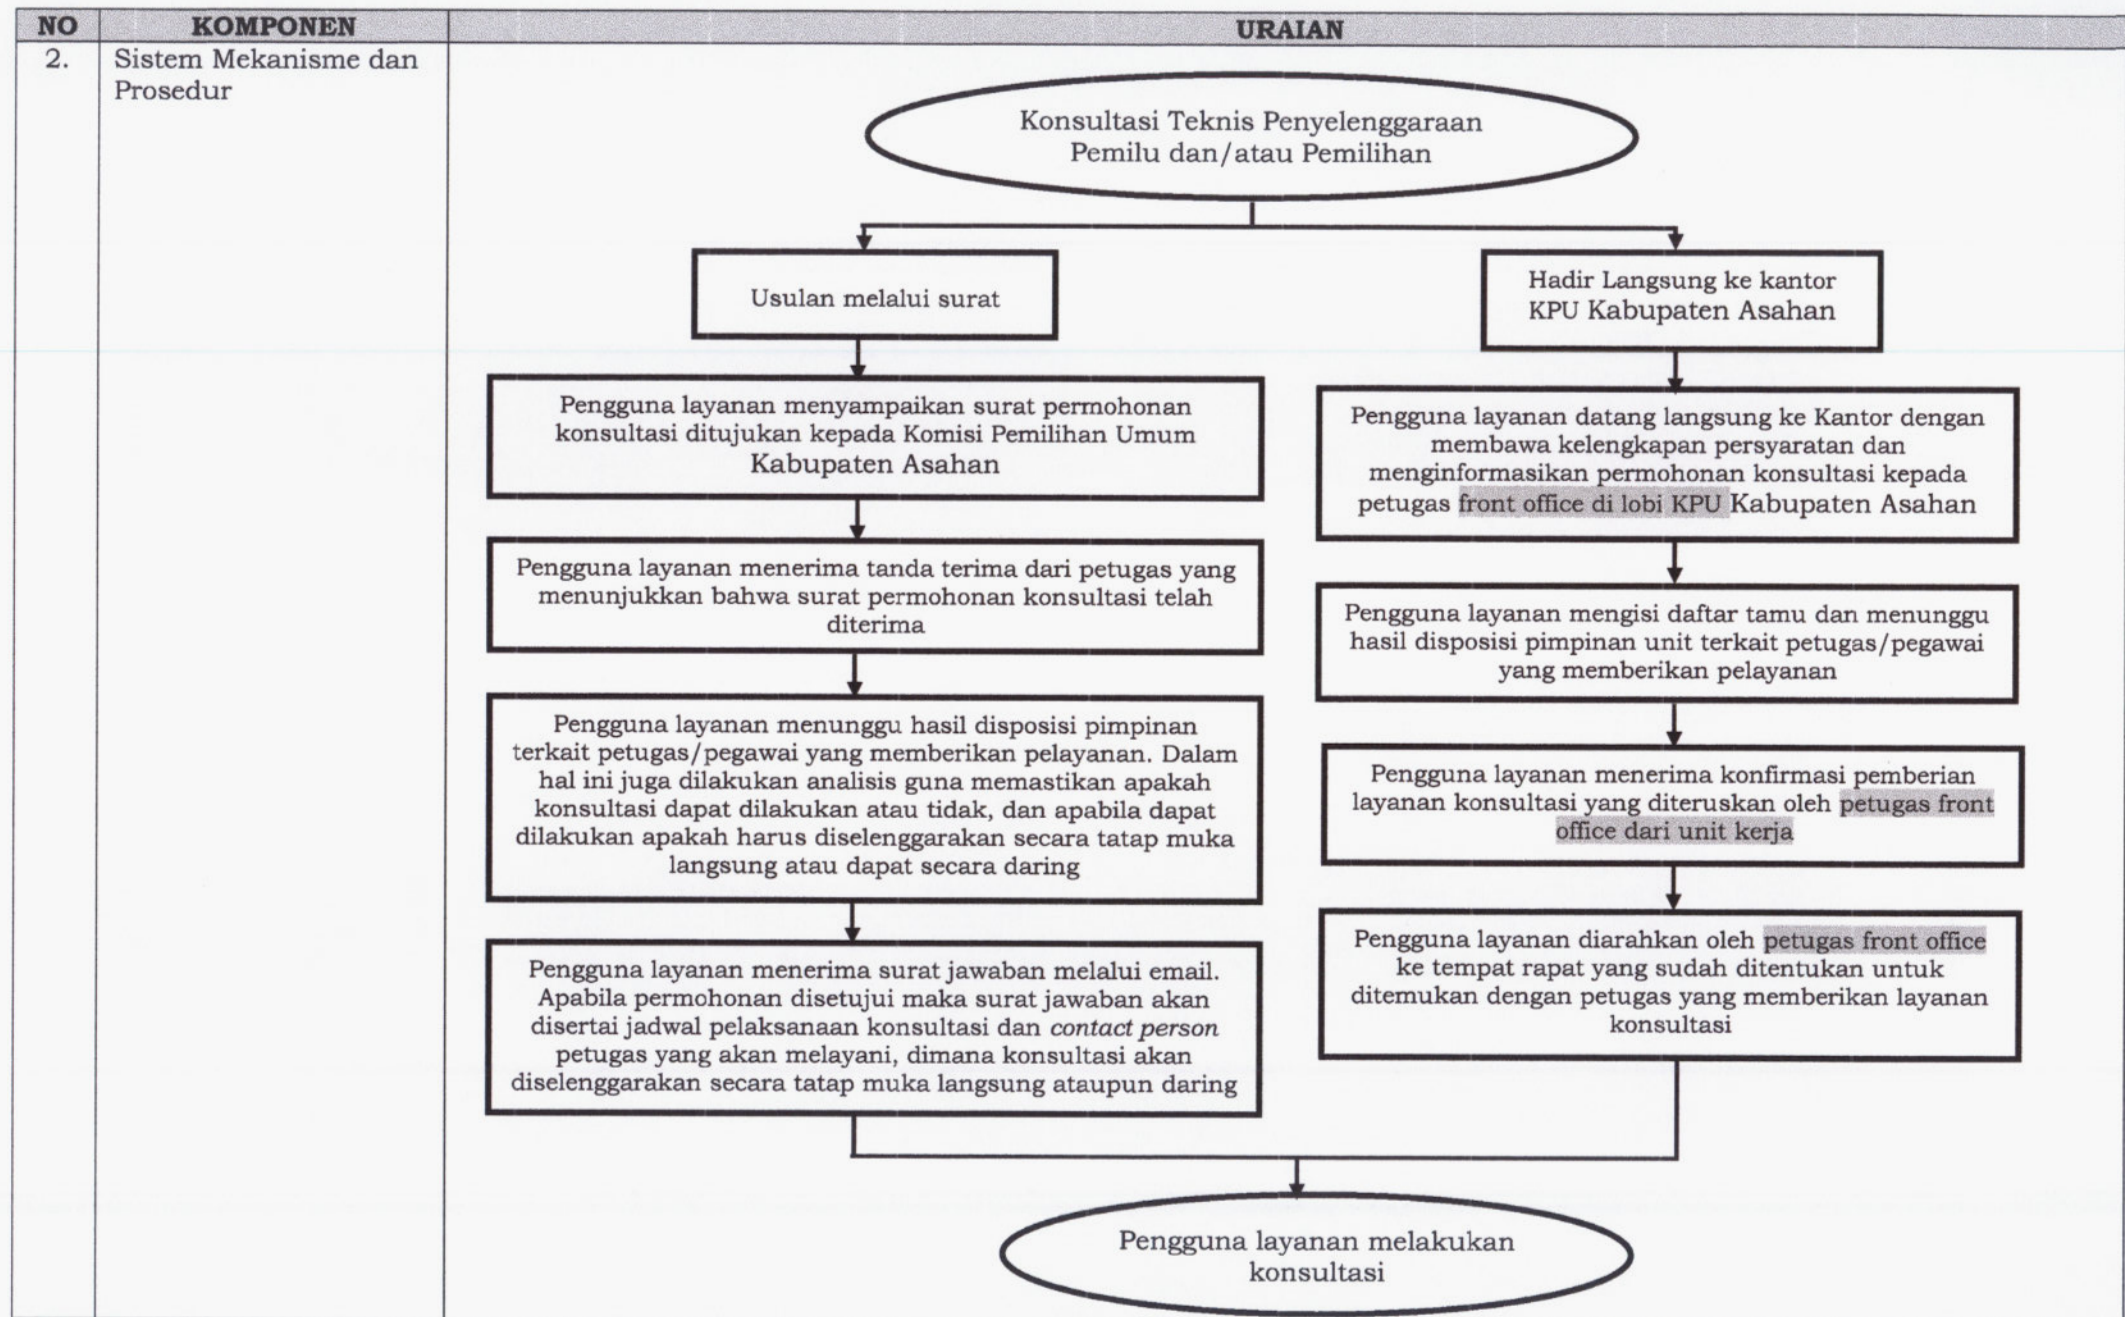 NO KOMPONEN URAIAN
2. Sistem Mekanisme dan
Prosedur
Konsultasi Teknis Penyelenggaraan
Pemilu dan/atau Pemilihan
Usulan melalui surat
Pengguna layanan menyampaikan surat permohonan
konsultasi ditujukan kepada Komisi Pemilihan Umum
Kabupaten Asahan
Pengguna layanan menerima tanda terima dari petugas yang
menunjukkan bahwa surat permohonan konsultasi telah
diterima
Pengguna layanan menunggu hasil disposisi pimpinan
terkait petugas/pegawai yang memberikan pelayanan. Dalam
hal ini juga dilakukan analisis guna memastikan apakah
konsultasi dapat dilakukan atau tidak, dan apabila dapat
dilakukan apakah harus diselenggarakan secara tatap muka
langsung atau dapat secara daring
Pengguna layanan menerima surat jawaban melalui email.
Apabila permohonan disetujui maka surat jawaban akan
disertai jadwal pelaksanaan konsultasi dan contact person
petugas yang akan melayani, dimana konsultasi akan
diselenggarakan secara tatap muka langsung ataupun daring
Hadir Langsung ke kantor
KPU Kabupaten Asahan
Pengguna layanan datang langsung ke Kantor dengan
membawa kelengkapan persyaratan dan
menginformasikan permohonan konsultasi kepada
petugas front office di lobi KPU Kabupaten Asahan
Pengguna layanan mengisi daftar tamu dan menunggu
hasil disposisi pimpinan unit terkait petugas/pegawai
yang memberikan pelayanan
Pengguna layanan menerima konfirmasi pemberian
layanan konsultasi yang diteruskan oleh petugas front
office dari unit kerja
Pengguna layanan diarahkan oleh petugas front office
ke tempat rapat yang sudah ditentukan untuk
ditemukan dengan petugas yang memberikan layanan
konsultasi
Pengguna layanan melakukan
konsultasi